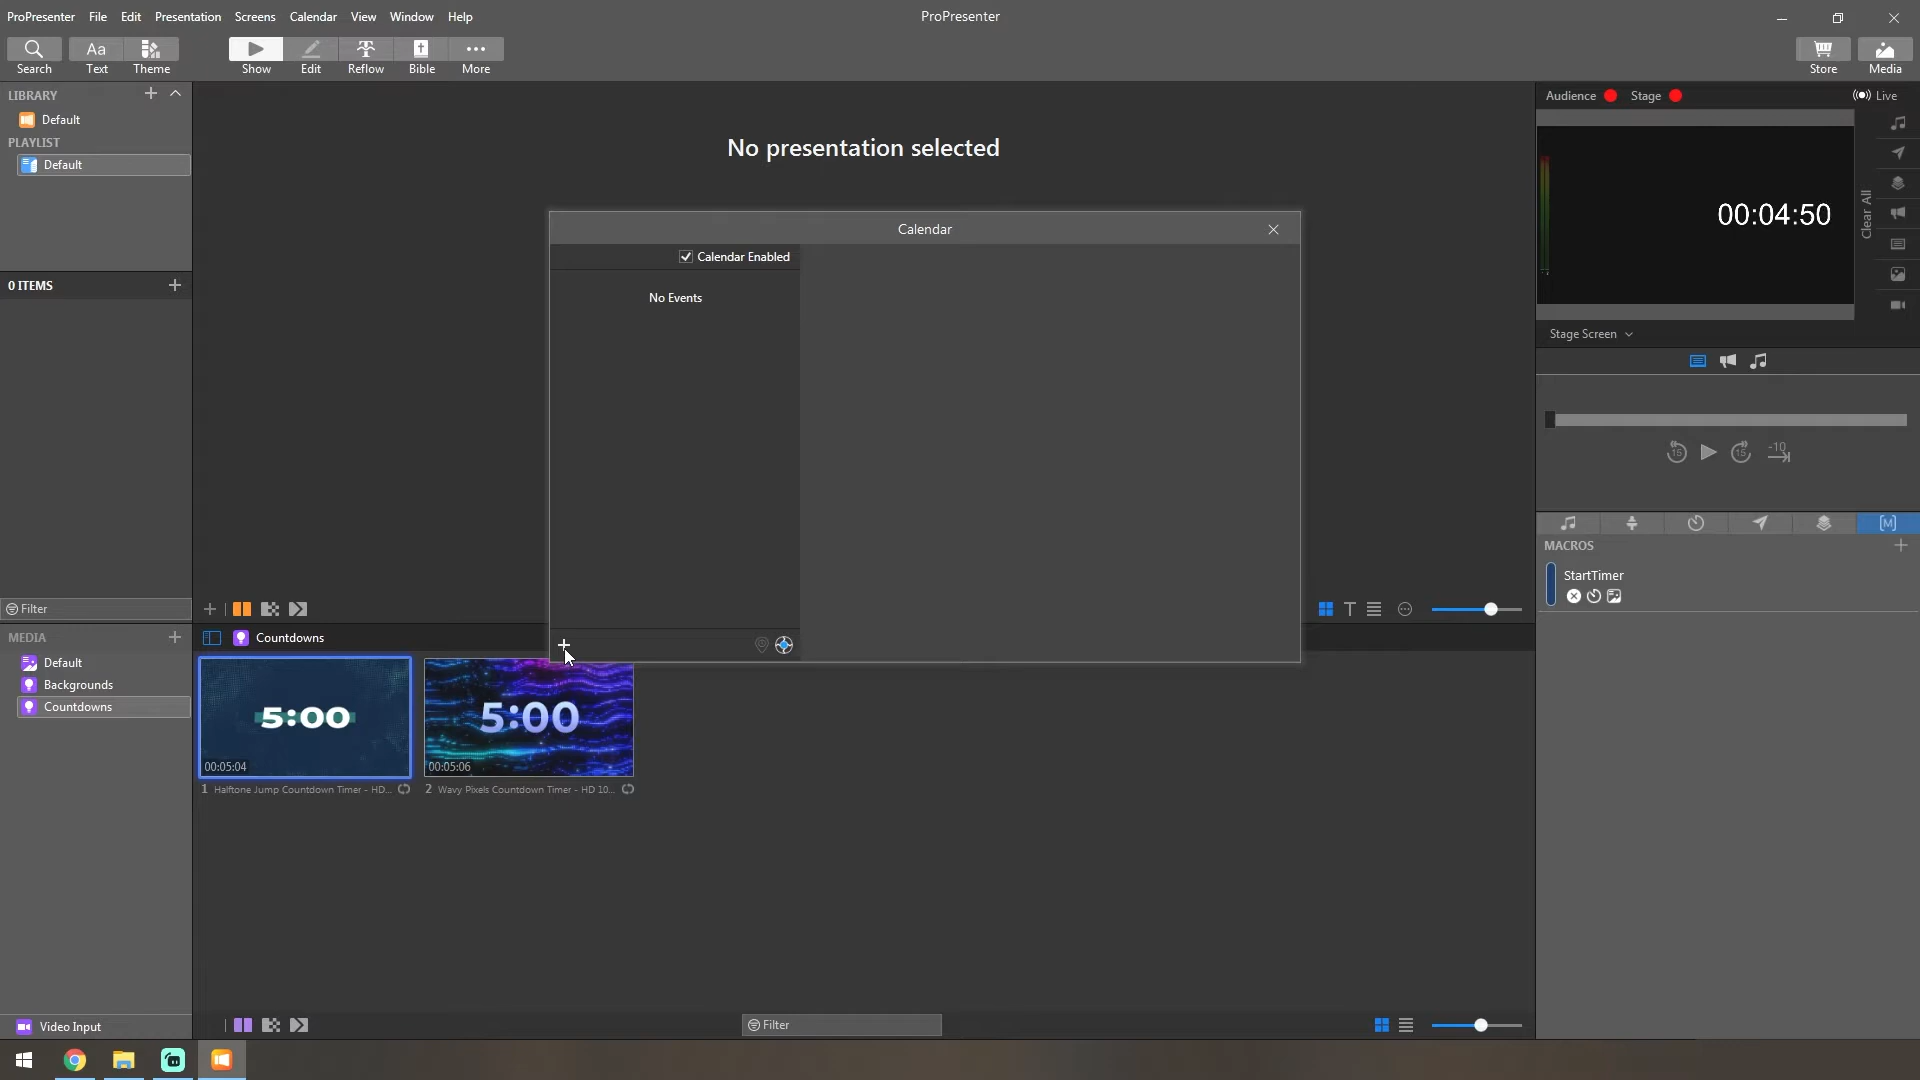 ProPresenter File Edit Presentation Screens Calendar View Window Help
ProPresenter
Search Text Theme Show Edit Reflow Bible More Store Media
LIBRARY
Default
PLAYLIST
Default
0 ITEMS
Filter
MEDIA
Default
Backgrounds
Countdowns
Video Input
No presentation selected
Calendar
Calendar Enabled
No Events
Countdowns
5:00
00:05:04
1 Halftone Jump Countdown Timer - HD...
5:00
00:05:06
2 Wavy Pixels Countdown Timer - HD 10...
Filter
Audience Stage Live
00:04:50
Clear All
Stage Screen
15 15 -10
MACROS
StartTimer